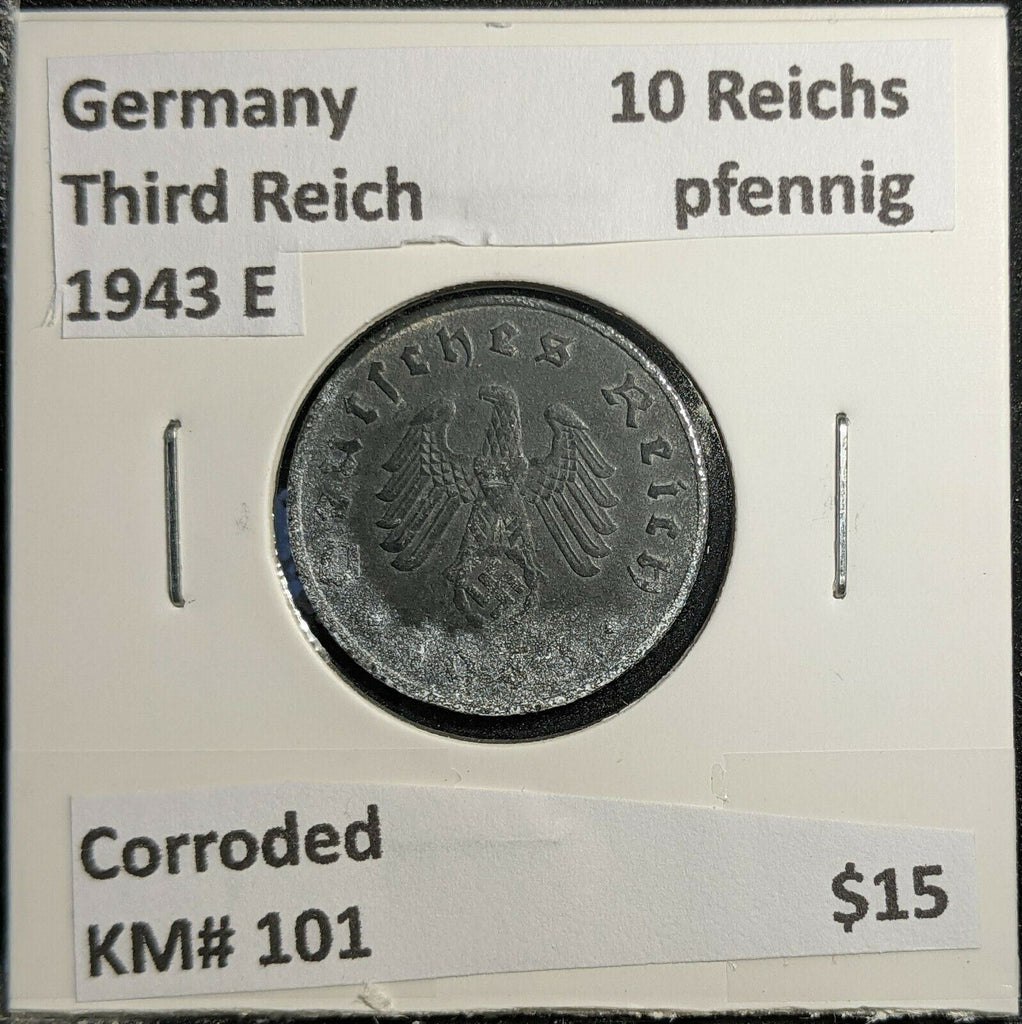 Germany 10 Reichs
Third Reich pfennig
1943 E
Deutsches Reich
Corroded
KM# 101 $15